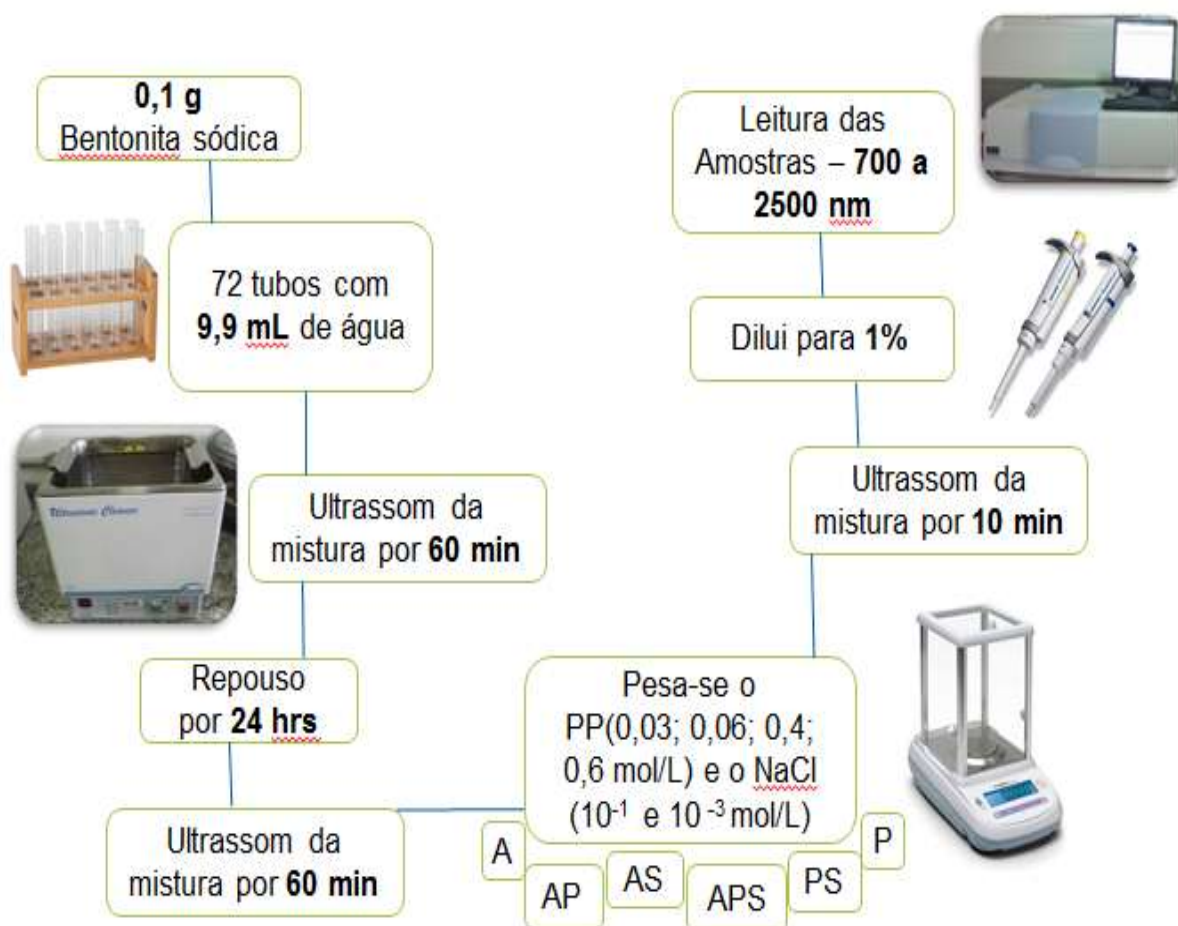 0,1 g
Bentonita sódica
72 tubos com
9,9 mL de água
Ultrassom da
mistura por 60 min
Repouso
por 24 hrs
Ultrassom da
mistura por 60 min
Pesa-se o
PP(0,03; 0,06; 0,4;
0,6 mol/L) e o NaCl
(10⁻¹ e 10 ⁻³ mol/L)
A
AP
AS
APS
PS
P
Ultrassom da
mistura por 10 min
Dilui para 1%
Leitura das
Amostras – 700 a
2500 nm